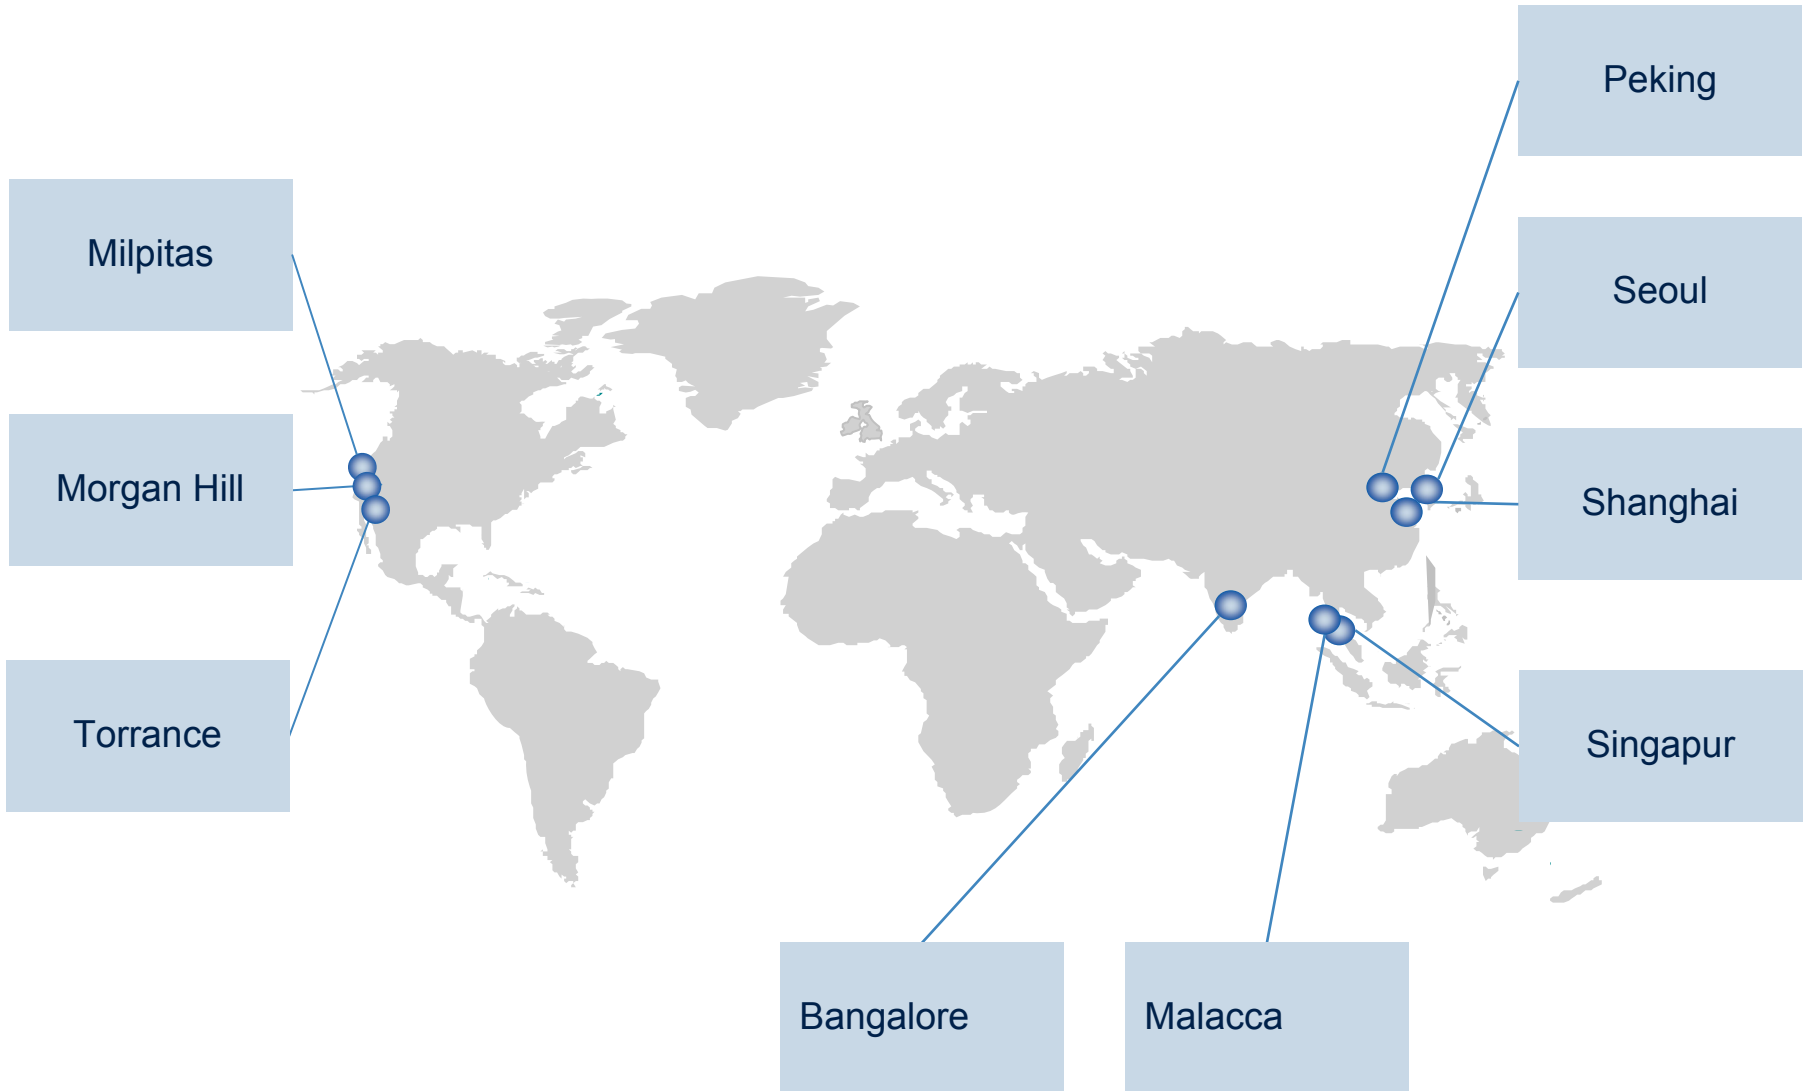 Peking
Milpitas
Seoul
Morgan Hill
Shanghai
Torrance
Singapur
Bangalore
Malacca